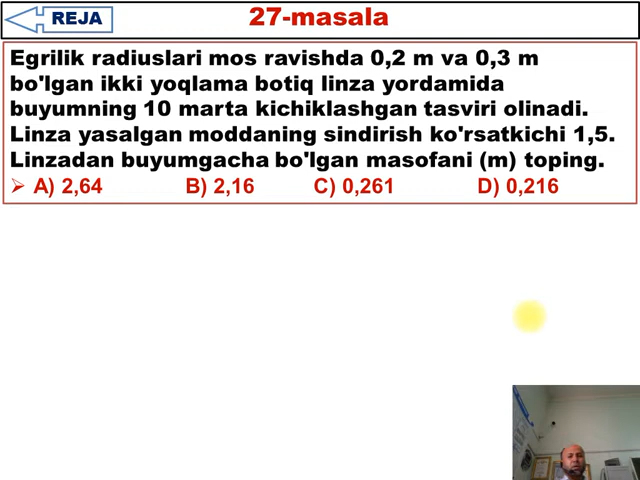 REJA
27-masala
Egrilik radiuslari mos ravishda 0,2 m va 0,3 m
bo'lgan ikki yoqlama botiq linza yordamida
buyumning 10 marta kichiklashgan tasviri olinadi.
Linza yasalgan moddaning sindirish ko'rsatkichi 1,5.
Linzadan buyumgacha bo'lgan masofani (m) toping.
➢ A) 2,64 B) 2,16 C) 0,261 D) 0,216